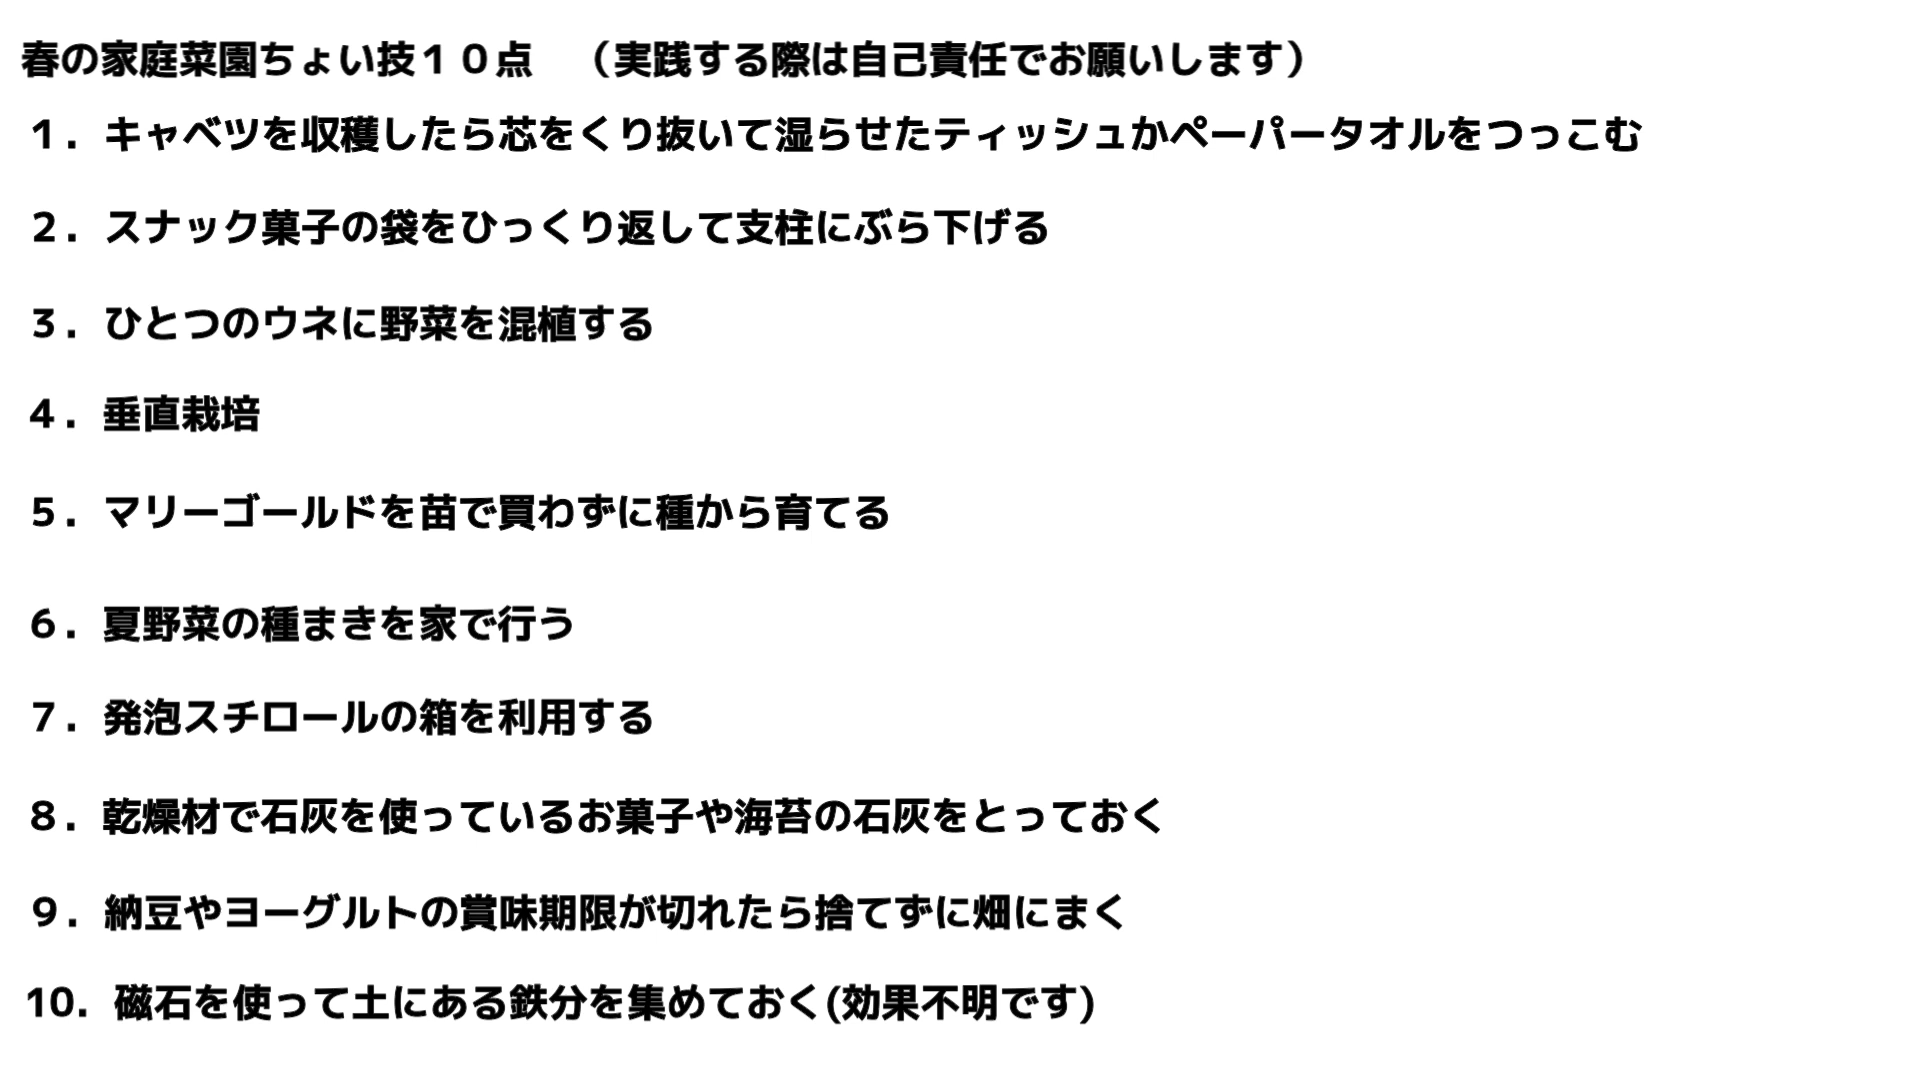 春の家庭菜園ちょい技１０点　（実践する際は自己責任でお願いします）
１．キャベツを収穫したら芯をくり抜いて湿らせたティッシュかペーパータオルをつっこむ
２．スナック菓子の袋をひっくり返して支柱にぶら下げる
３．ひとつのウネに野菜を混植する
４．垂直栽培
５．マリーゴールドを苗で買わずに種から育てる
６．夏野菜の種まきを家で行う
７．発泡スチロールの箱を利用する
８．乾燥材で石灰を使っているお菓子や海苔の石灰をとっておく
９．納豆やヨーグルトの賞味期限が切れたら捨てずに畑にまく
10．磁石を使って土にある鉄分を集めておく(効果不明です)